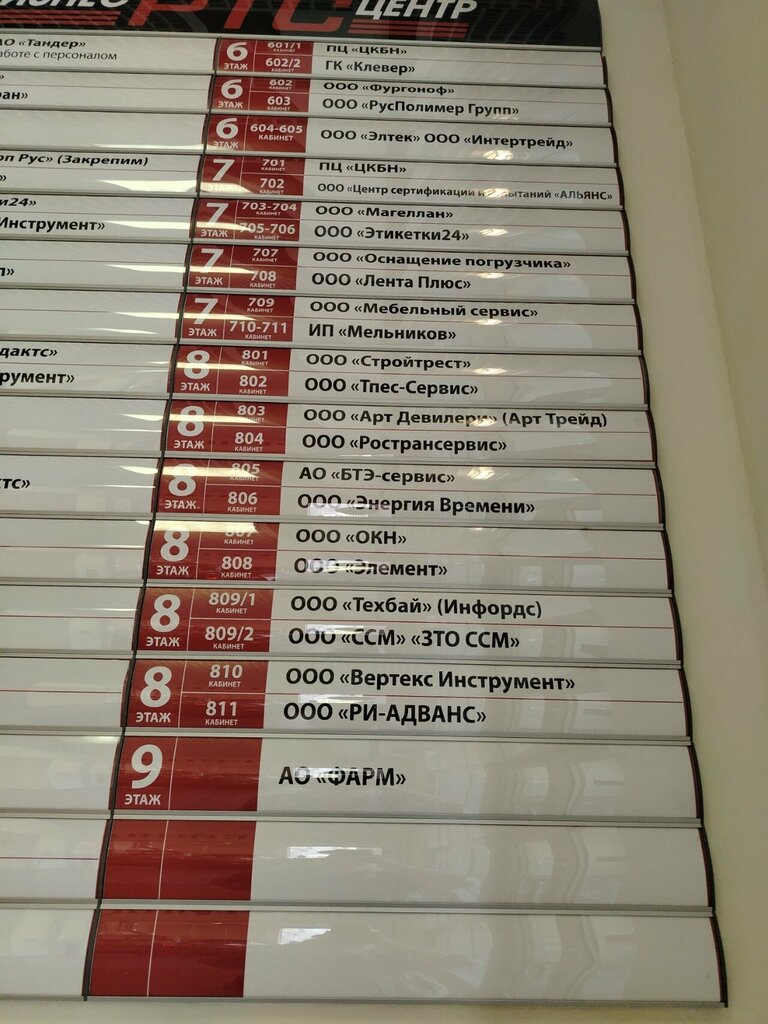 РТС ЦЕНТР
АО «Тандер»
работе с персоналом
6 ЭТАЖ 601/1 КАБИНЕТ ПЦ «ЦКБН»
602/2 КАБИНЕТ ГК «Клевер»
6 ЭТАЖ 602 КАБИНЕТ ООО «Фургоноф»
603 КАБИНЕТ ООО «РусПолимер Групп»
6 ЭТАЖ 604-605 КАБИНЕТ ООО «Элтек» ООО «Интертрейд»
Рус» (Закрепим)
7 ЭТАЖ 701 КАБИНЕТ ПЦ «ЦКБН»
702 КАБИНЕТ ООО «Центр сертификации и испытаний «АЛЬЯНС»
7 ЭТАЖ 703-704 КАБИНЕТ ООО «Магеллан»
Инструмент»
705-706 КАБИНЕТ ООО «Этикетки24»
7 ЭТАЖ 707 КАБИНЕТ ООО «Оснащение погрузчика»
708 КАБИНЕТ ООО «Лента Плюс»
7 ЭТАЖ 709 КАБИНЕТ ООО «Мебельный сервис»
710-711 КАБИНЕТ ИП «Мельников»
8 ЭТАЖ 801 КАБИНЕТ ООО «Стройтрест»
802 КАБИНЕТ ООО «Тпес-Сервис»
8 ЭТАЖ 803 КАБИНЕТ ООО «Арт Девилери» (Арт Трейд)
804 КАБИНЕТ ООО «Ространсервис»
8 ЭТАЖ 805 КАБИНЕТ АО «БТЭ-сервис»
806 КАБИНЕТ ООО «Энергия Времени»
8 ЭТАЖ 807 КАБИНЕТ ООО «ОКН»
808 КАБИНЕТ ООО «Элемент»
8 ЭТАЖ 809/1 КАБИНЕТ ООО «Техбай» (Инфордс)
809/2 КАБИНЕТ ООО «ССМ» «ЗТО ССМ»
8 ЭТАЖ 810 КАБИНЕТ ООО «Вертекс Инструмент»
811 КАБИНЕТ ООО «РИ-АДВАНС»
9 ЭТАЖ АО «ФАРМ»